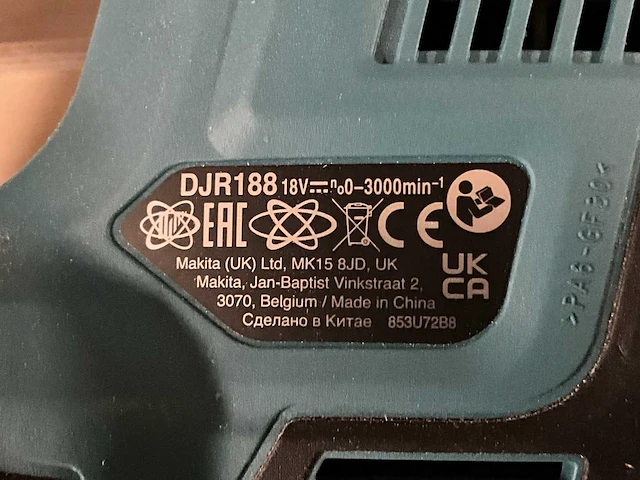 DJR188 18V⎓ n₀0–3000min⁻¹
EAC CE
Makita (UK) Ltd, MK15 8JD, UK
UK
CA
Makita, Jan-Baptist Vinkstraat 2,
3070, Belgium / Made in China
Сделано в Китае 853U72B8
>PA6-GF30<